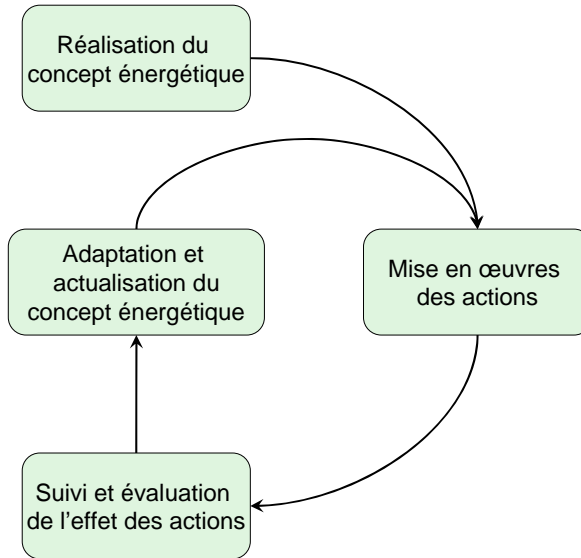 Réalisation du
concept énergétique
Adaptation et
actualisation du
concept énergétique
Mise en œuvres
des actions
Suivi et évaluation
de l’effet des actions